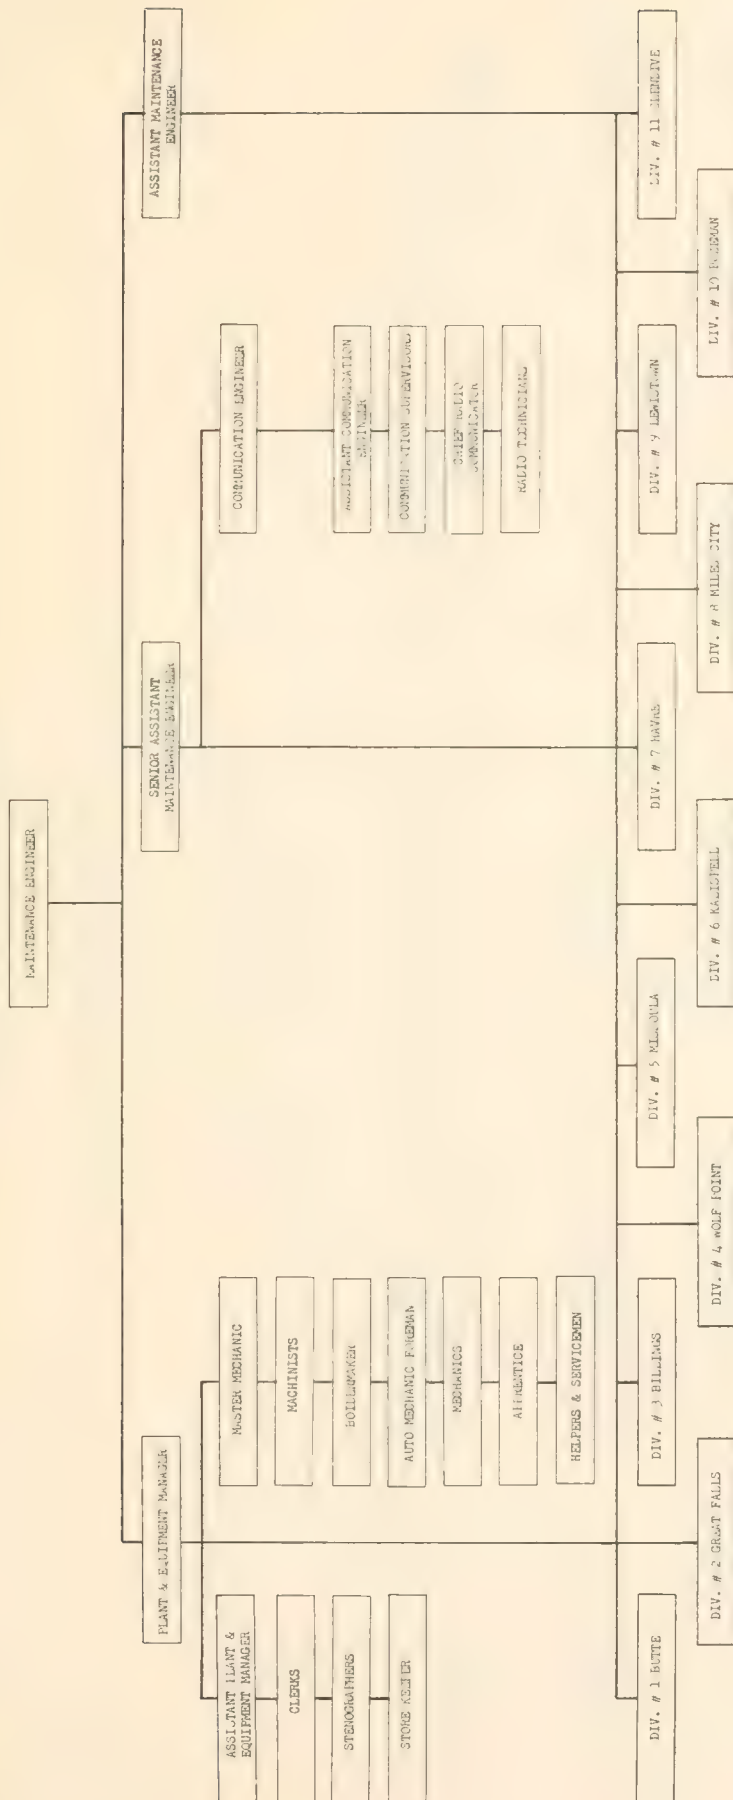 MAINTENANCE ENGINEER
PLANT & EQUIPMENT MANAGER
SENIOR ASSISTANT
MAINTENANCE ENGINEER
ASSISTANT MAINTENANCE
ENGINEER
ASSISTANT PLANT &
EQUIPMENT MANAGER
CLERKS
STENOGRAPHERS
STORE KEEPER
MASTER MECHANIC
MACHINISTS
BOILERMAKER
AUTO MECHANIC FOREMAN
MECHANICS
APPRENTICE
HELPERS & SERVICEMEN
COMMUNICATION ENGINEER
ASSISTANT COMMUNICATION
ENGINEER
COMMUNICATION SUPERVISORS
CHIEF RADIO
COMMUNICATOR
RADIO TECHNICIANS
DIV. # 1 BUTTE
DIV. # 2 GREAT FALLS
DIV. # 3 BILLINGS
DIV. # 4 WOLF POINT
DIV. # 5 MISSOULA
DIV. # 6 KALISPELL
DIV. # 7 HAVRE
DIV. # 8 MILES CITY
DIV. # 9 LEWISTOWN
DIV. # 10 BOZEMAN
DIV. # 11 GLENDIVE